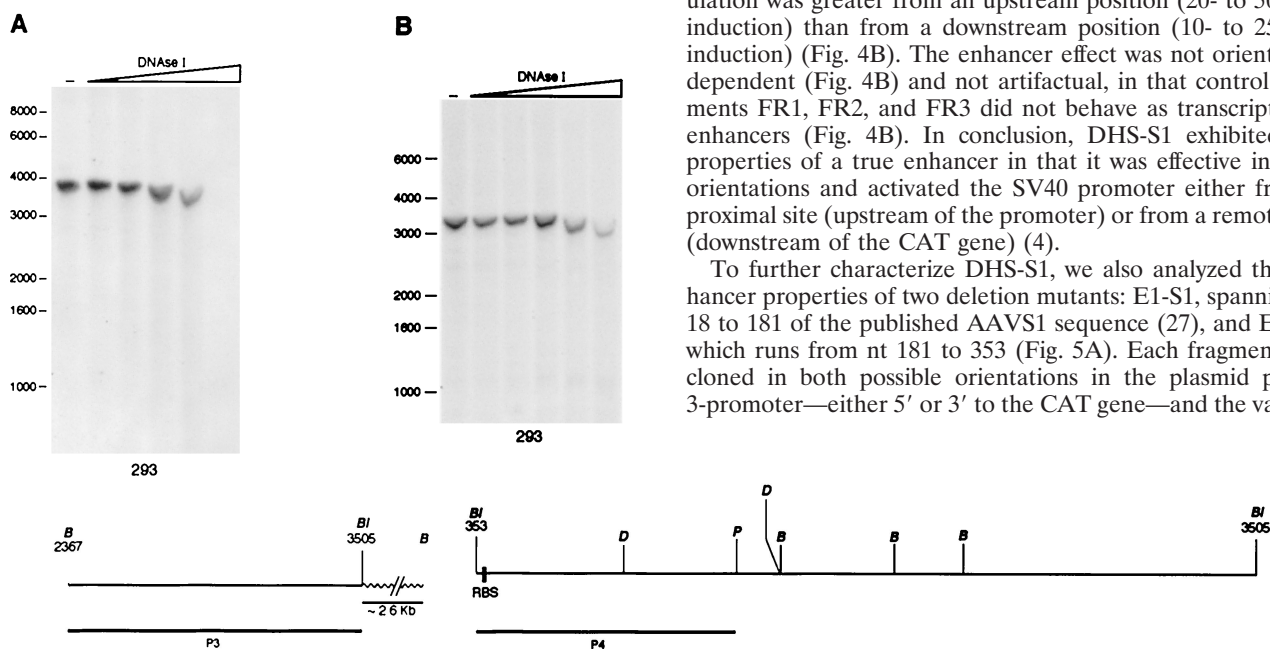 A
DNAse I
–
8000
6000
4000
3000
2000
1600
1000
293
B
DNAse I
–
6000
4000
3000
2000
1600
1000
293
ulation was greater from an upstream position (20- to 50
induction) than from a downstream position (10- to 25
induction) (Fig. 4B). The enhancer effect was not orient
dependent (Fig. 4B) and not artifactual, in that control
ments FR1, FR2, and FR3 did not behave as transcript
enhancers (Fig. 4B). In conclusion, DHS-S1 exhibited
properties of a true enhancer in that it was effective in
orientations and activated the SV40 promoter either fr
proximal site (upstream of the promoter) or from a remot
(downstream of the CAT gene) (4).
To further characterize DHS-S1, we also analyzed th
hancer properties of two deletion mutants: E1-S1, spanni
18 to 181 of the published AAVS1 sequence (27), and E
which runs from nt 181 to 353 (Fig. 5A). Each fragmen
cloned in both possible orientations in the plasmid p
3-promoter—either 5′ or 3′ to the CAT gene—and the va
B
2367
BI
3505
B
~ 2 6 Kb
P3
BI
353
D
P
D
B
B
B
BI
3505
RBS
P4